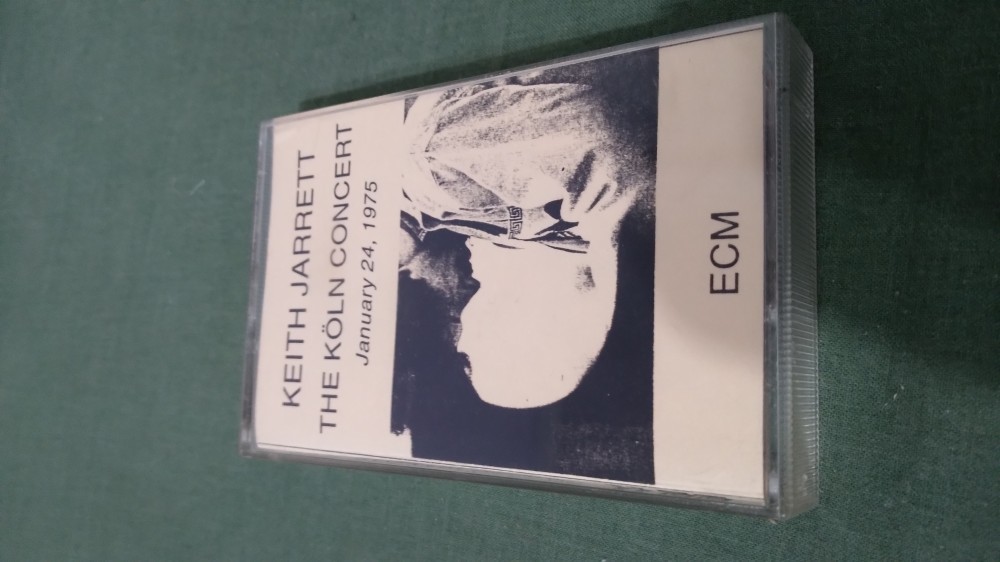 KEITH JARRETT
THE KÖLN CONCERT
January 24, 1975
ECM